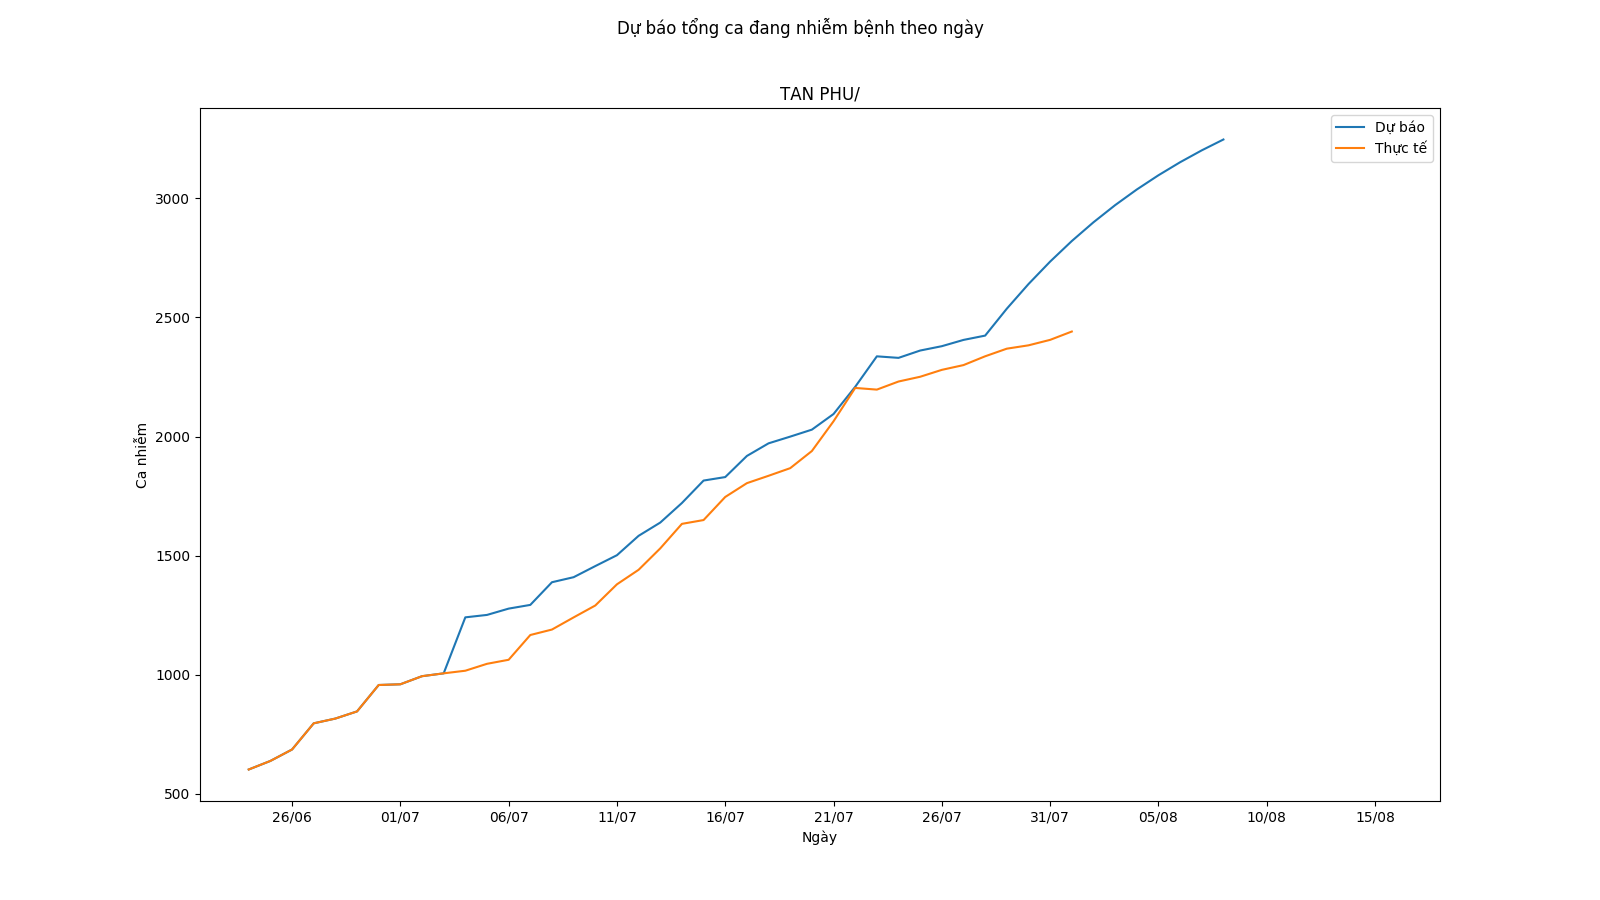 Dự báo tổng ca đang nhiễm bệnh theo ngày
TAN PHU/
Dự báo
Thực tế
3000
2500
2000
1500
1000
500
Ca nhiễm
26/06 01/07 06/07 11/07 16/07 21/07 26/07 31/07 05/08 10/08 15/08
Ngày